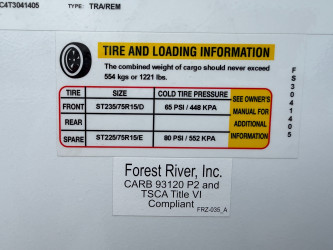 C4T3041405 TYPE: TRA/REM
TIRE AND LOADING INFORMATION
The combined weight of cargo should never exceed
554 kgs or 1221 lbs.
TIRE SIZE COLD TIRE PRESSURE
FRONT ST235/75R15/D 65 PSI / 448 KPA
REAR
SPARE ST225/75R15/E 80 PSI / 552 KPA
SEE OWNER'S
MANUAL FOR
ADDITIONAL
INFORMATION
FS3041405
Forest River, Inc.
CARB 93120 P2 and
TSCA Title VI
Compliant
FRZ-035_A